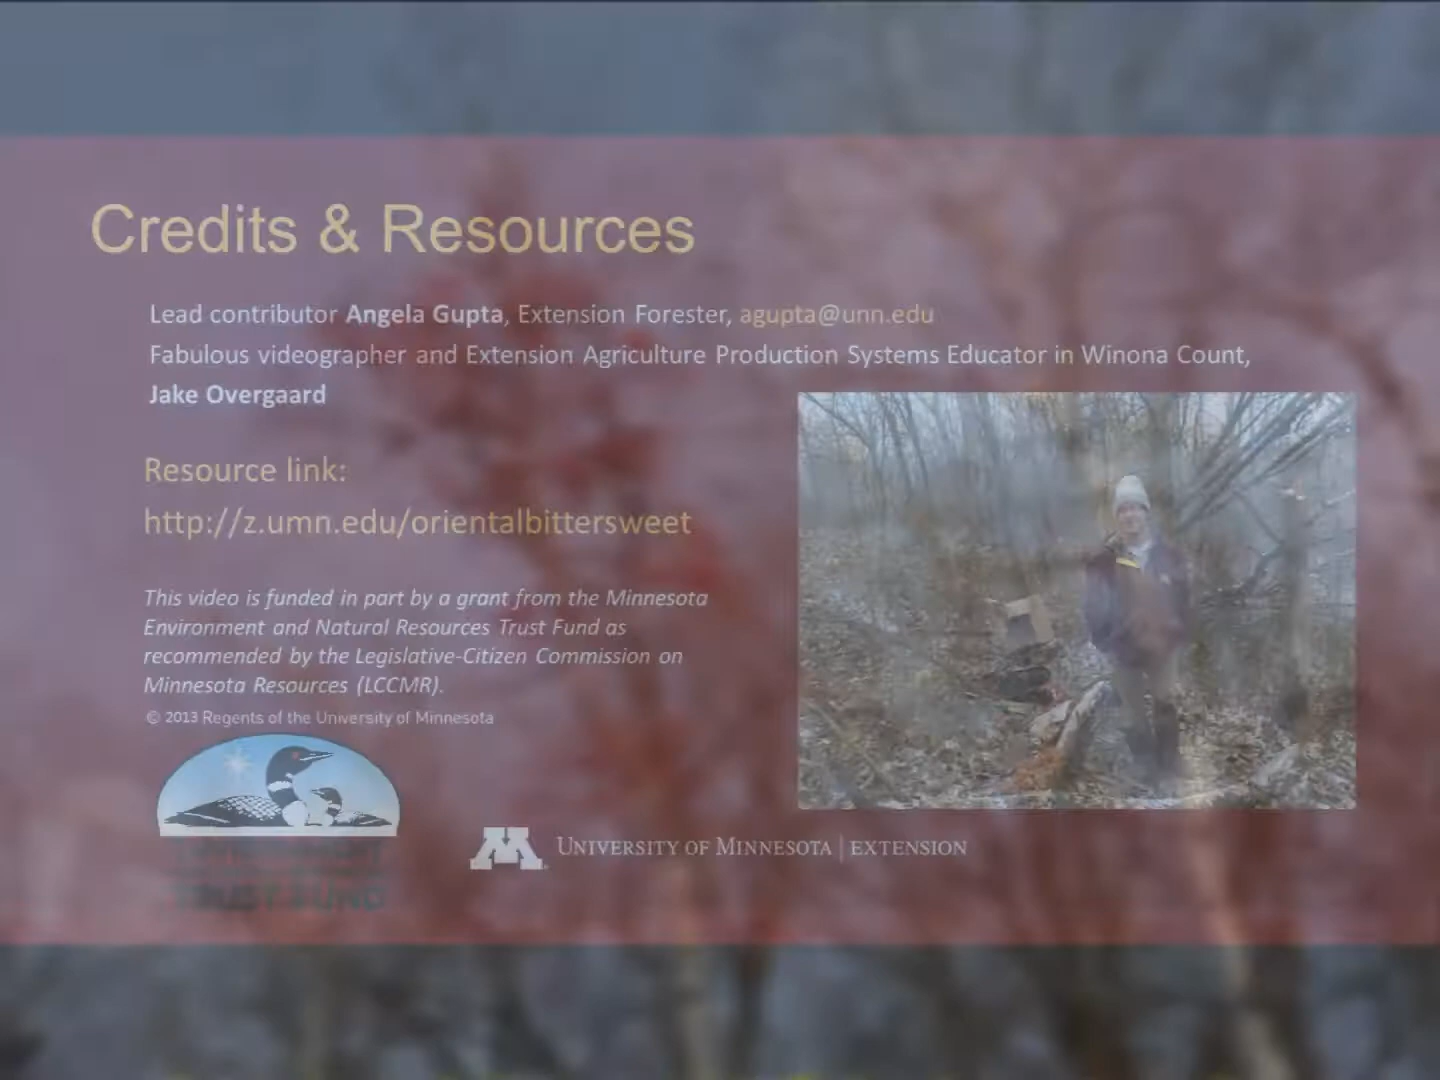 Credits & Resources
Lead contributor Angela Gupta, Extension Forester, agupta@unn.edu
Fabulous videographer and Extension Agriculture Production Systems Educator in Winona Count,
Jake Overgaard
Resource link:
http://z.umn.edu/orientalbittersweet
This video is funded in part by a grant from the Minnesota
Environment and Natural Resources Trust Fund as
recommended by the Legislative-Citizen Commission on
Minnesota Resources (LCCMR).
© 2013 Regents of the University of Minnesota
TRUST FUND
M
UNIVERSITY OF MINNESOTA | EXTENSION